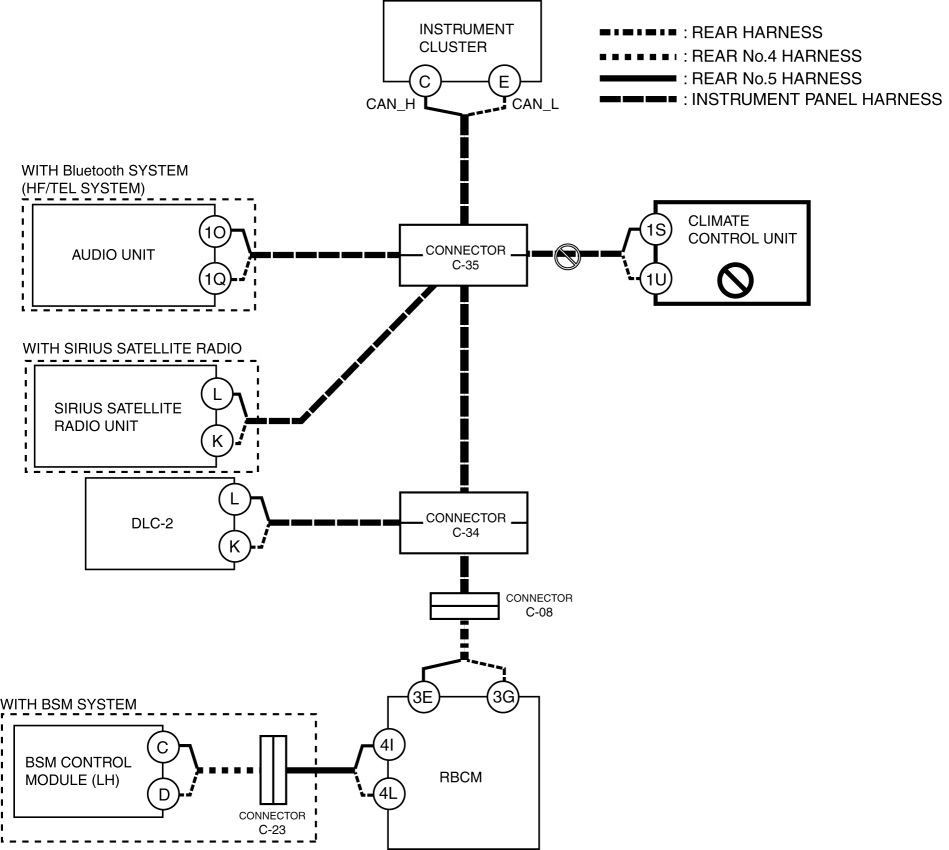 INSTRUMENT
CLUSTER
C
E
CAN_H
CAN_L
: REAR HARNESS
: REAR No.4 HARNESS
: REAR No.5 HARNESS
: INSTRUMENT PANEL HARNESS
WITH Bluetooth SYSTEM
(HF/TEL SYSTEM)
AUDIO UNIT
1O
1Q
CONNECTOR
C-35
1S
1U
CLIMATE
CONTROL UNIT
WITH SIRIUS SATELLITE RADIO
SIRIUS SATELLITE
RADIO UNIT
L
K
DLC-2
L
K
CONNECTOR
C-34
CONNECTOR
C-08
3E
3G
WITH BSM SYSTEM
BSM CONTROL
MODULE (LH)
C
D
CONNECTOR
C-23
4I
4L
RBCM